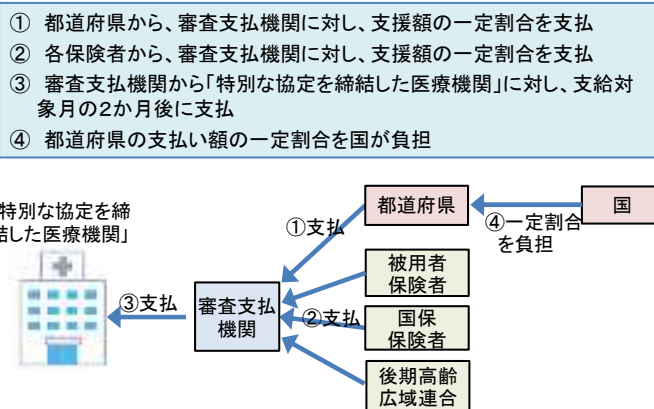 ① 都道府県から、審査支払機関に対し、支援額の一定割合を支払
② 各保険者から、審査支払機関に対し、支援額の一定割合を支払
③ 審査支払機関から「特別な協定を締結した医療機関」に対し、支給対
象月の2か月後に支払
④ 都道府県の支払い額の一定割合を国が負担
特別な協定を締
結した医療機関」
①支払
都道府県
④一定割合
を負担
国
被用者
保険者
③支払
審査支払
機関
②支払
国保
保険者
後期高齢
広域連合